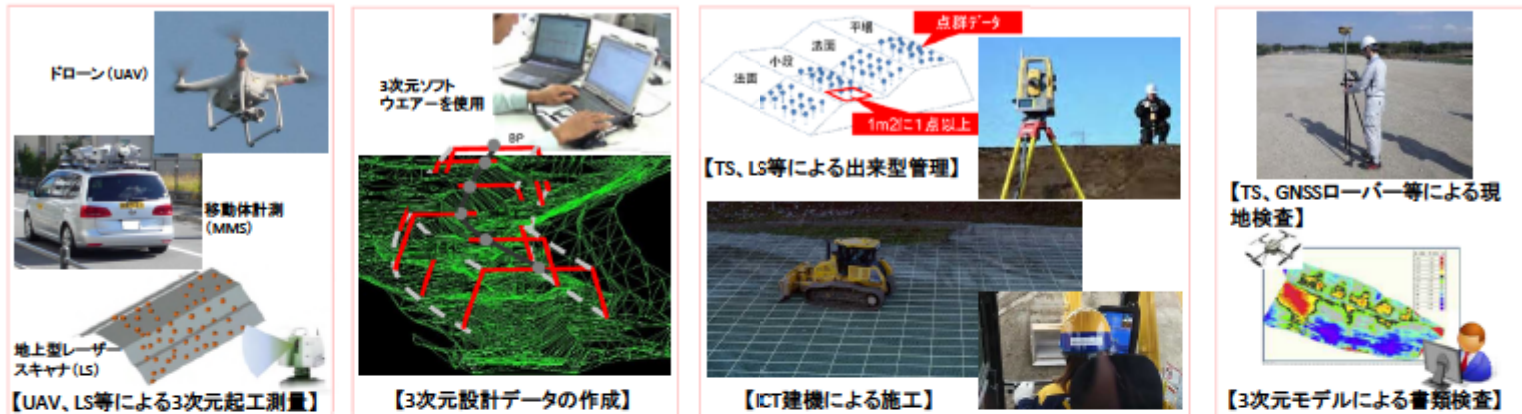 ドローン(UAV)
移動体計測
(MMS)
地上型レーザー
スキャナ(LS)
【UAV、LS等による3次元起工測量】
3次元ソフト
ウエアーを使用
BP
【3次元設計データの作成】
点群データ
平場
法面
小段
法面
1m2に1点以上
【TS、LS等による出来型管理】
【ICT建機による施工】
【TS、GNSSローバー等による現
地検査】
【3次元モデルによる書類検査】